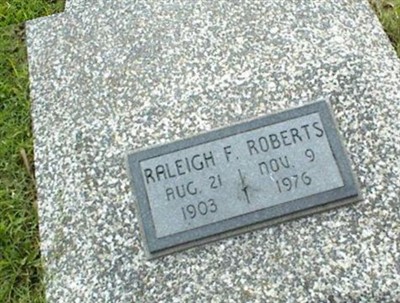 RALEIGH F. ROBERTS
AUG. 21 NOV. 9
1903 1976